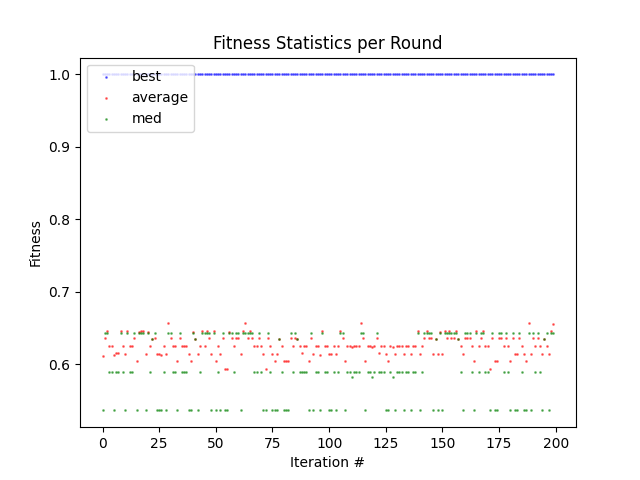 Fitness Statistics per Round
best
average
med
Fitness
1.0
0.9
0.8
0.7
0.6
0 25 50 75 100 125 150 175 200
Iteration #